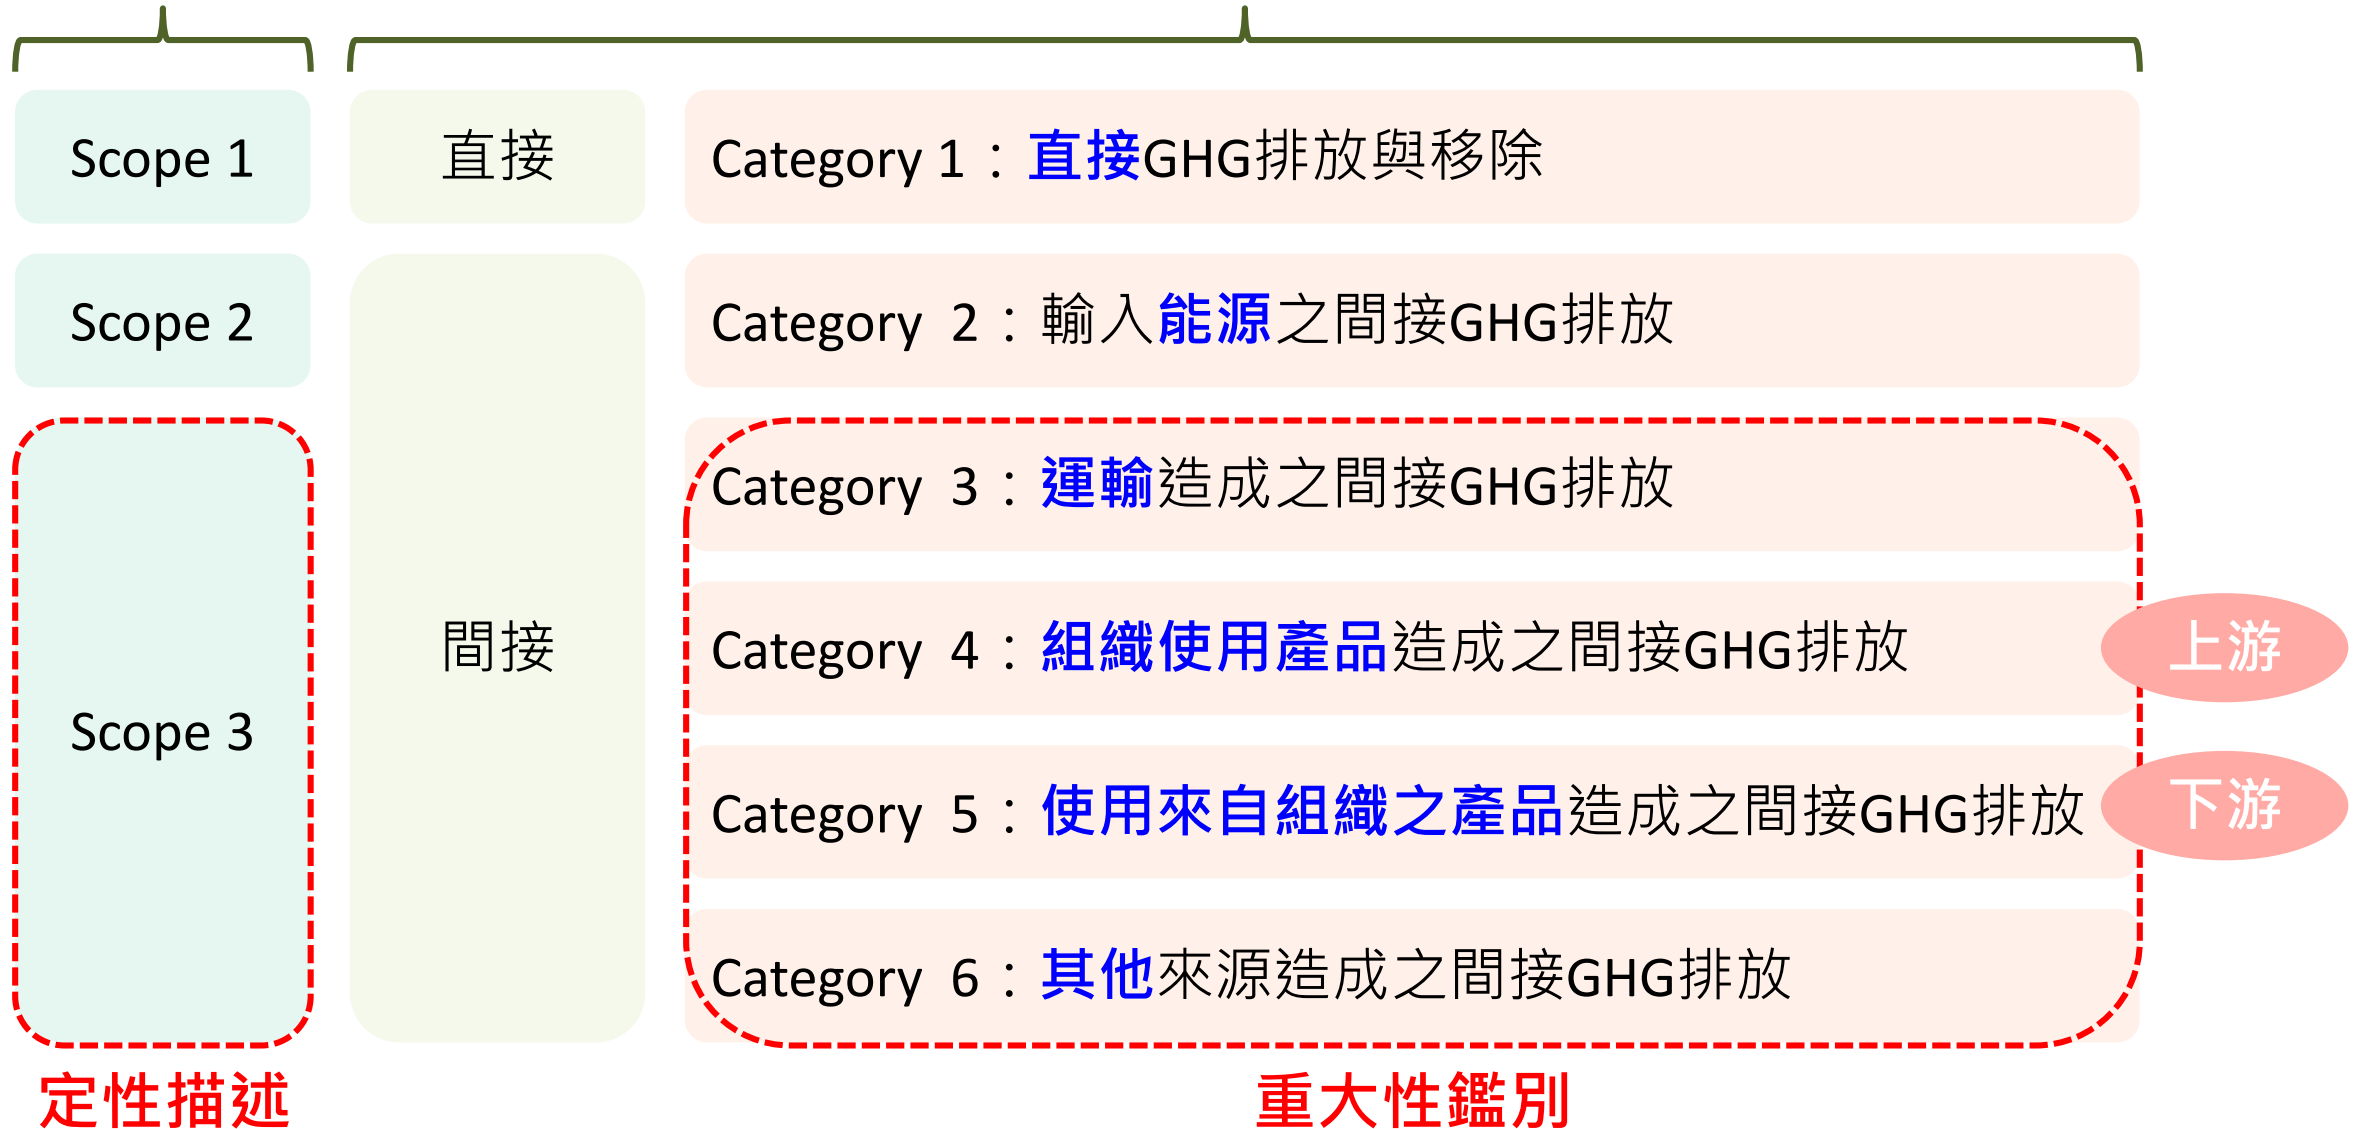 Scope 1
直接
Category 1：直接GHG排放與移除
Scope 2
Category 2：輸入能源之間接GHG排放
Scope 3
間接
Category 3：運輸造成之間接GHG排放
Category 4：組織使用產品造成之間接GHG排放
上游
Category 5：使用來自組織之產品造成之間接GHG排放
下游
Category 6：其他來源造成之間接GHG排放
定性描述
重大性鑑別